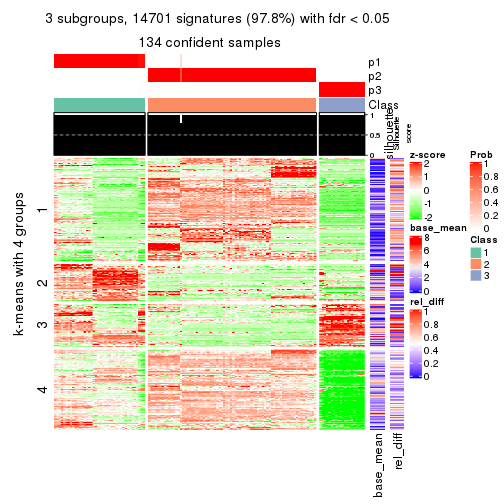 3 subgroups, 14701 signatures (97.8%) with fdr < 0.05
134 confident samples
p1
p2
p3
Class
1
0.5
0
silhouette
Silhouette
score
k-means with 4 groups
1
2
3
4
base_mean
rel_diff
z-score
2
1
0
-1
-2
base_mean
8
6
4
2
0
rel_diff
1
0.8
0.6
0.4
0.2
0
Prob
1
0.8
0.6
0.4
0.2
0
Class
1
2
3